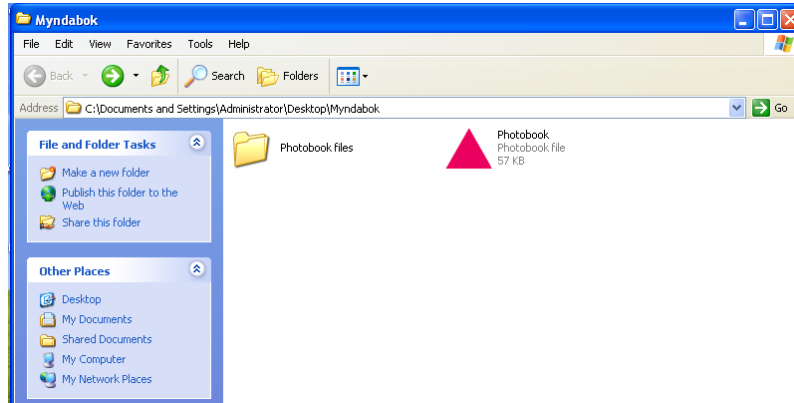 Myndabok
File Edit View Favorites Tools Help
Back Search Folders
Address C:\Documents and Settings\Administrator\Desktop\Myndabok Go
File and Folder Tasks
Make a new folder
Publish this folder to the
Web
Share this folder
Other Places
Desktop
My Documents
Shared Documents
My Computer
My Network Places
Photobook files
Photobook
Photobook file
57 KB